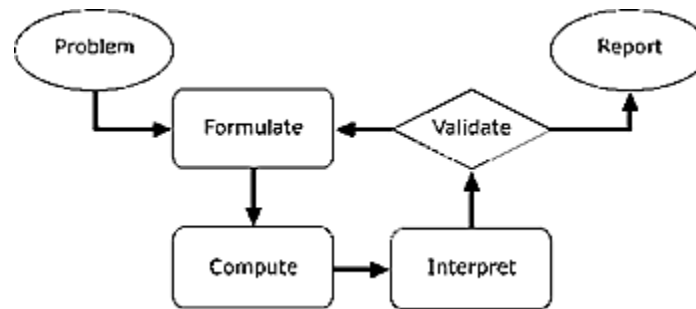 Problem
Report
Formulate
Validate
Compute
Interpret